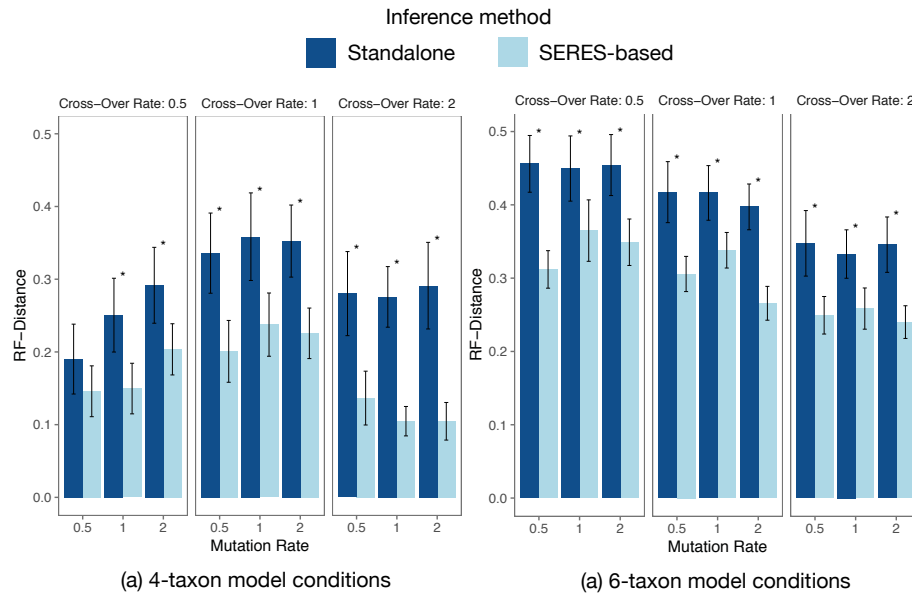 Inference method
Standalone SERES-based
Cross-Over Rate: 0.5 Cross-Over Rate: 1 Cross-Over Rate: 2
RF-Distance
0.5
0.4
0.3
0.2
0.1
0.0
* * * * * * * *
0.5 1 2 0.5 1 2 0.5 1 2
Mutation Rate
(a) 4-taxon model conditions
Cross-Over Rate: 0.5 Cross-Over Rate: 1 Cross-Over Rate: 2
RF-Distance
0.5
0.4
0.3
0.2
0.1
0.0
* * * * * * * * *
0.5 1 2 0.5 1 2 0.5 1 2
Mutation Rate
(a) 6-taxon model conditions